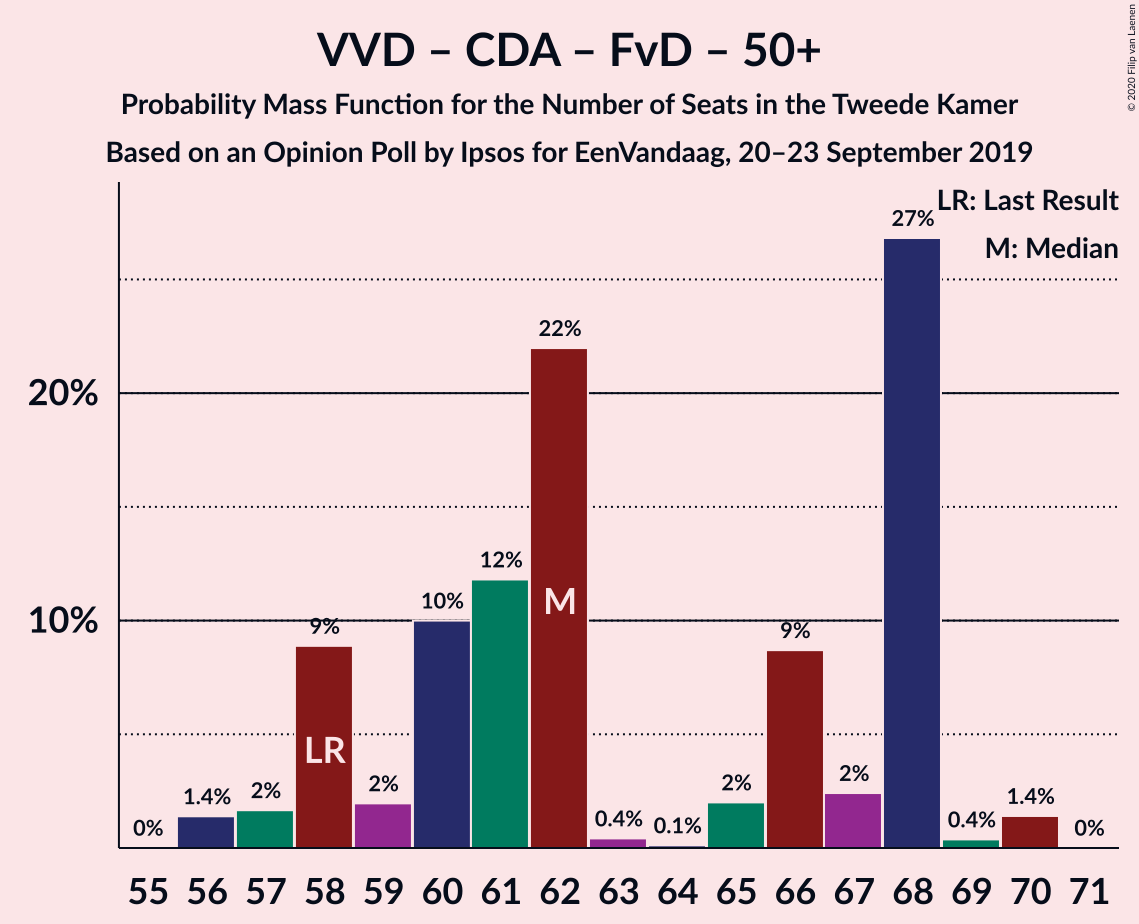 VVD – CDA – FvD – 50+
Probability Mass Function for the Number of Seats in the Tweede Kamer
Based on an Opinion Poll by Ipsos for EenVandaag, 20–23 September 2019
© 2020 Filip van Laenen
LR: Last Result
M: Median
20%
10%
0%
1.4%
2%
9%
2%
10%
12%
22%
0.4%
0.1%
2%
9%
2%
27%
0.4%
1.4%
0%
LR
M
55 56 57 58 59 60 61 62 63 64 65 66 67 68 69 70 71